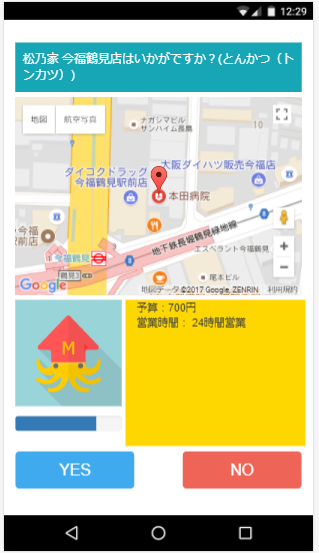 12:29
松乃家 今福鶴見店はいかがですか？(とんかつ（ト
ンカツ）)
地図
航空写真
ナガシマビル
サンハイム長鶴
10
ダイコクドラッグ
今福鶴見駅前店
大阪ダイハツ販売今福店
本田病院
今福
前店
地下鉄長堀鶴見緑地線
8
エスペラント今福鶴見
今福鶴見
鶴見3
8
尾本ビル
+
−
Google
地図データ ©2017 Google, ZENRIN
利用規約
M
予算：700円
営業時間： 24時間営業
YES
NO